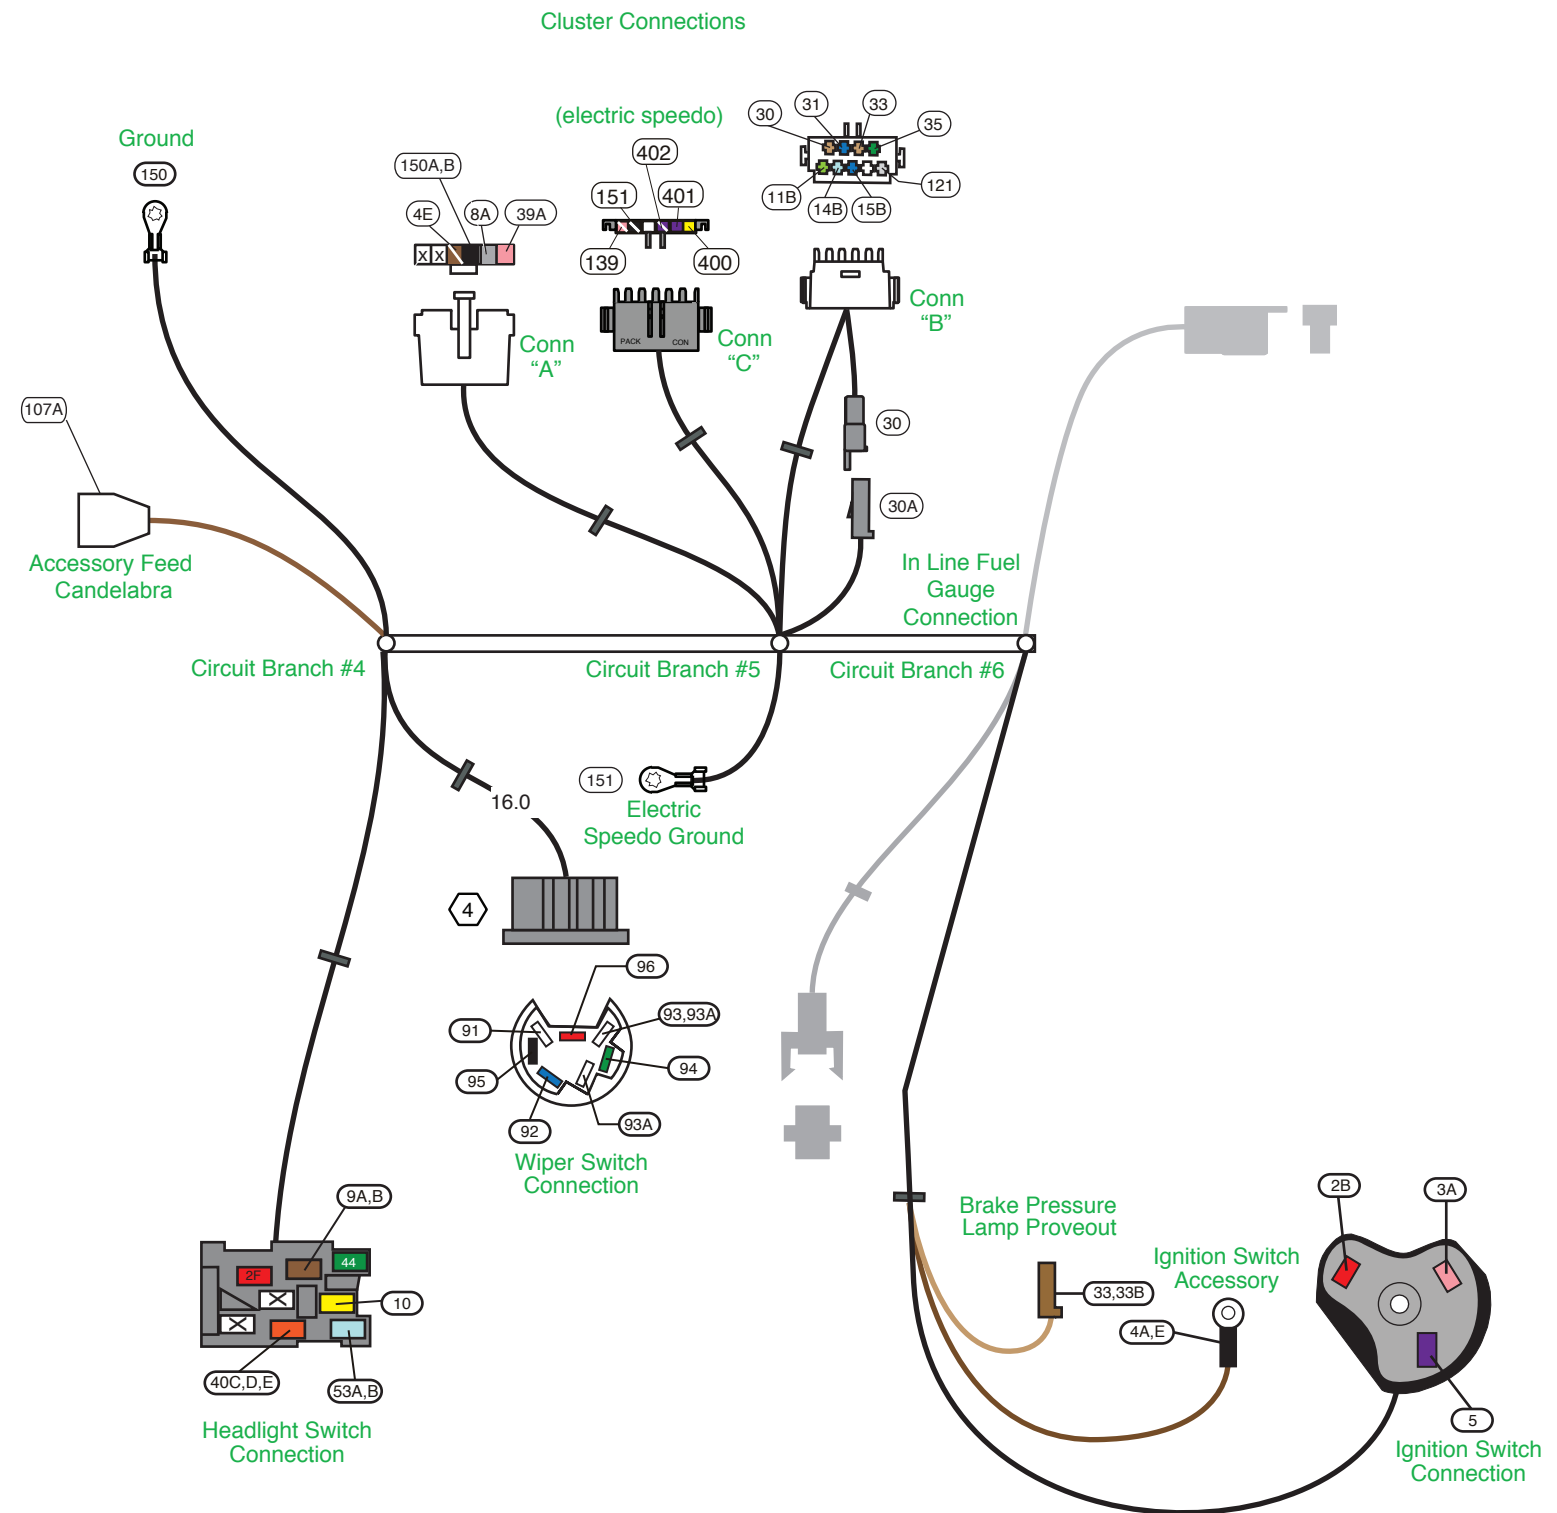 Cluster Connections
Ground
150
(electric speedo)
30
31
33
35
402
150A,B
151
401
121
4E
8A
39A
11B
14B
15B
139
400
X X
Conn
“A”
PACK CON
Conn
“C”
Conn
“B”
107A
30
30A
Accessory Feed
Candelabra
In Line Fuel
Gauge
Connection
Circuit Branch #4
Circuit Branch #5
Circuit Branch #6
151
Electric
Speedo Ground
16.0
4
96
91
93,93A
95
94
92
93A
Wiper Switch
Connection
9A,B
44
2F
X
10
X
40C,D,E
53A,B
Headlight Switch
Connection
Brake Pressure
Lamp Proveout
33,33B
Ignition Switch
Accessory
4A,E
2B
3A
5
Ignition Switch
Connection